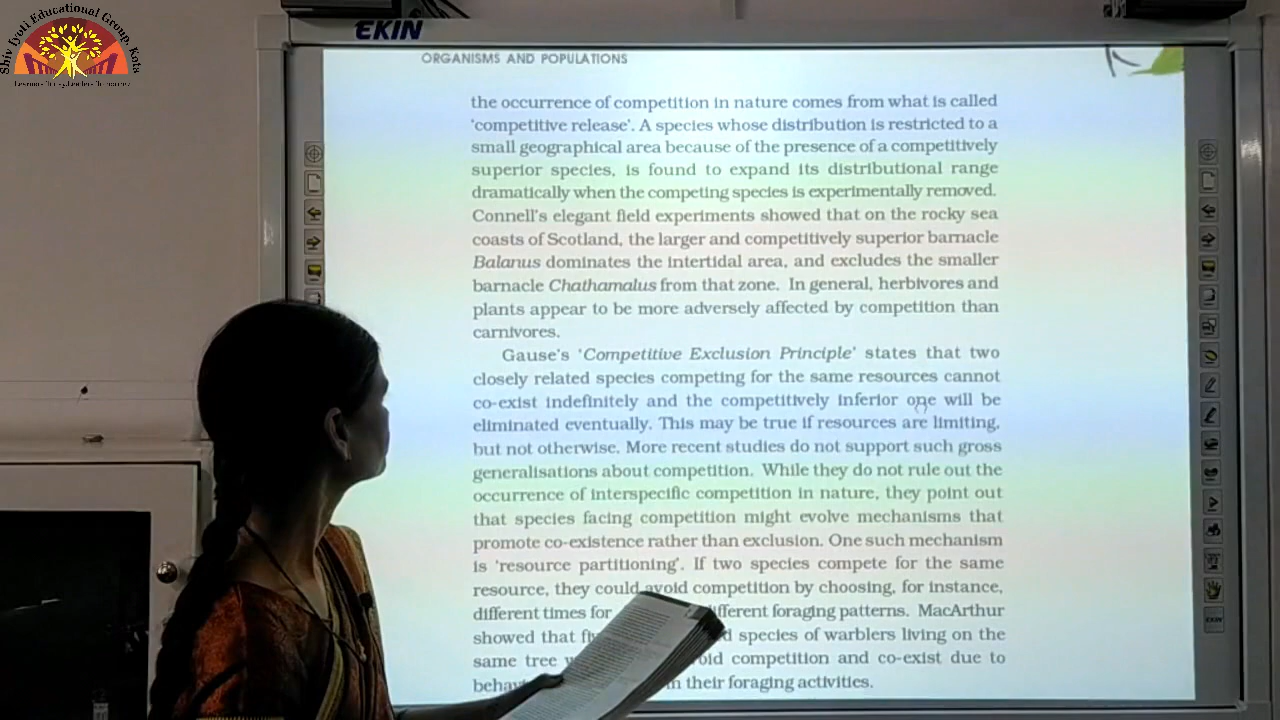 Shiv Jyoti Educational Group, Kota
EKIN
ORGANISMS AND POPULATIONS
the occurrence of competition in nature comes from what is called
'competitive release'. A species whose distribution is restricted to a
small geographical area because of the presence of a competitively
superior species, is found to expand its distributional range
dramatically when the competing species is experimentally removed.
Connell's elegant field experiments showed that on the rocky sea
coasts of Scotland, the larger and competitively superior barnacle
Balanus dominates the intertidal area, and excludes the smaller
barnacle Chathamalus from that zone. In general, herbivores and
plants appear to be more adversely affected by competition than
carnivores.
Gause's 'Competitive Exclusion Principle' states that two
closely related species competing for the same resources cannot
co-exist indefinitely and the competitively inferior one will be
eliminated eventually. This may be true if resources are limiting,
but not otherwise. More recent studies do not support such gross
generalisations about competition. While they do not rule out the
occurrence of interspecific competition in nature, they point out
that species facing competition might evolve mechanisms that
promote co-existence rather than exclusion. One such mechanism
is 'resource partitioning'. If two species compete for the same
resource, they could avoid competition by choosing, for instance,
different times for different foraging patterns. MacArthur
showed that species of warblers living on the
same tree competition and co-exist due to
in their foraging activities.